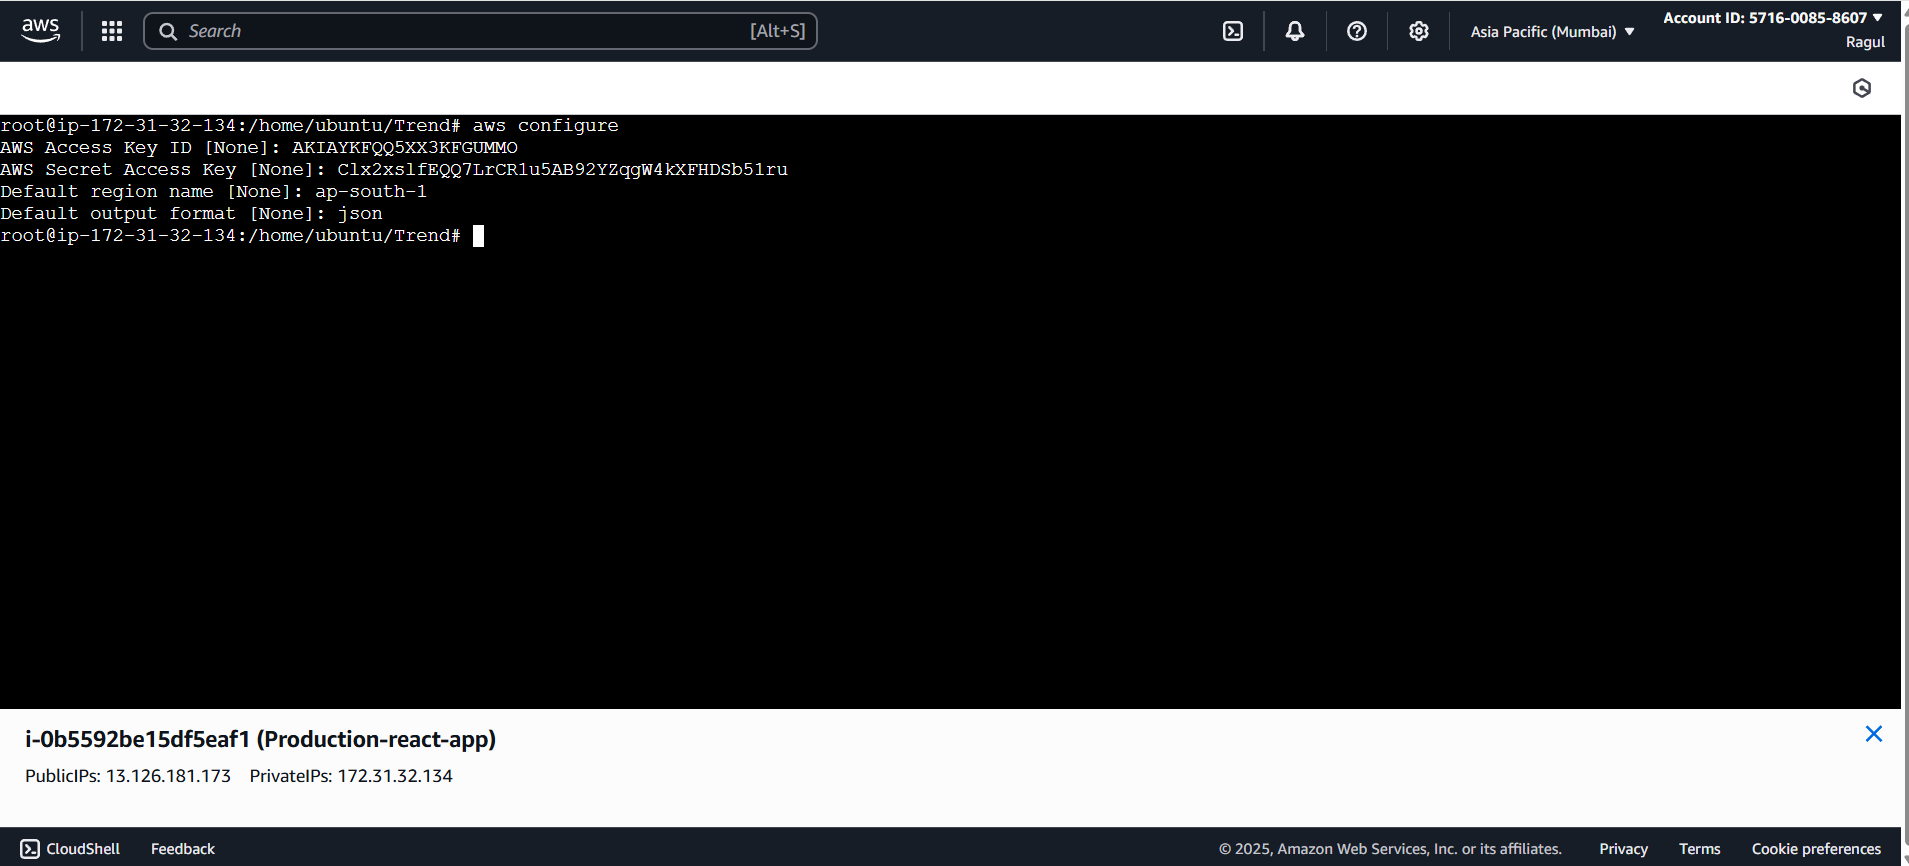 aws
Search [Alt+S]
Asia Pacific (Mumbai)
Account ID: 5716-0085-8607
Ragul
root@ip-172-31-32-134:/home/ubuntu/Trend# aws configure
AWS Access Key ID [None]: AKIAYKFQQ5XX3KFGUMMO
AWS Secret Access Key [None]: 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
Default region name [None]: ap-south-1
Default output format [None]: json
root@ip-172-31-32-134:/home/ubuntu/Trend#
i-0b5592be15df5eaf1 (Production-react-app)
PublicIPs: 13.126.181.173 PrivateIPs: 172.31.32.134
CloudShell Feedback © 2025, Amazon Web Services, Inc. or its affiliates. Privacy Terms Cookie preferences